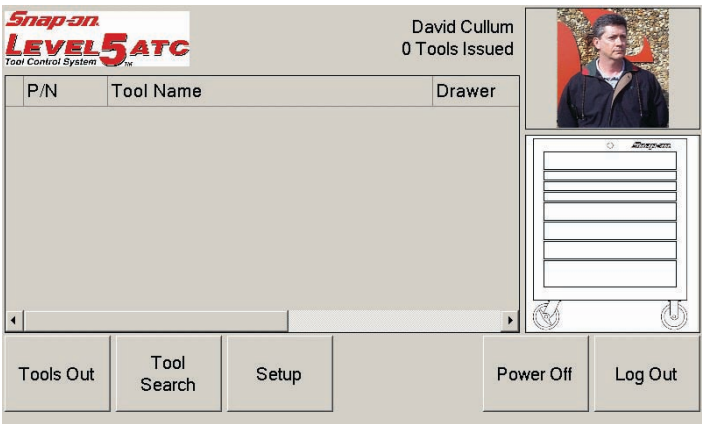 Snap-on
LEVEL 5 ATC
Tool Control System TM
David Cullum
0 Tools Issued
P/N Tool Name Drawer
Snap-on
Tools Out
Tool
Search
Setup
Power Off
Log Out